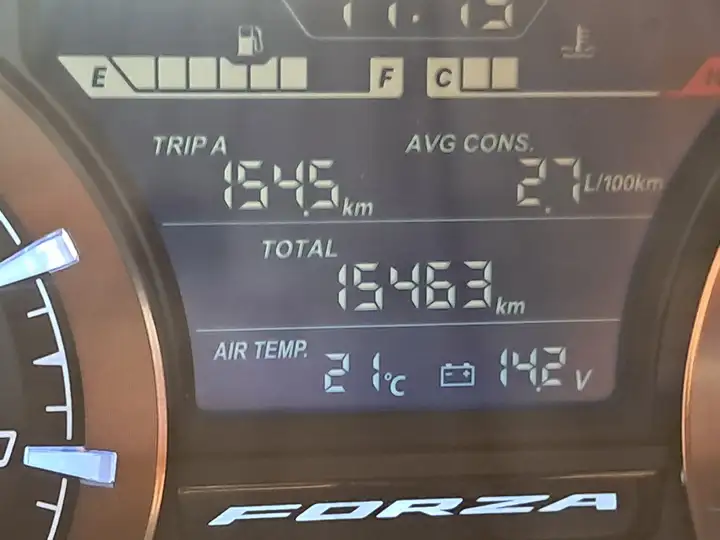 E F C
TRIP A AVG CONS.
154.5 km 2.7 L/100km
TOTAL
15463 km
AIR TEMP. 21 °C 14.2 V
FORZA